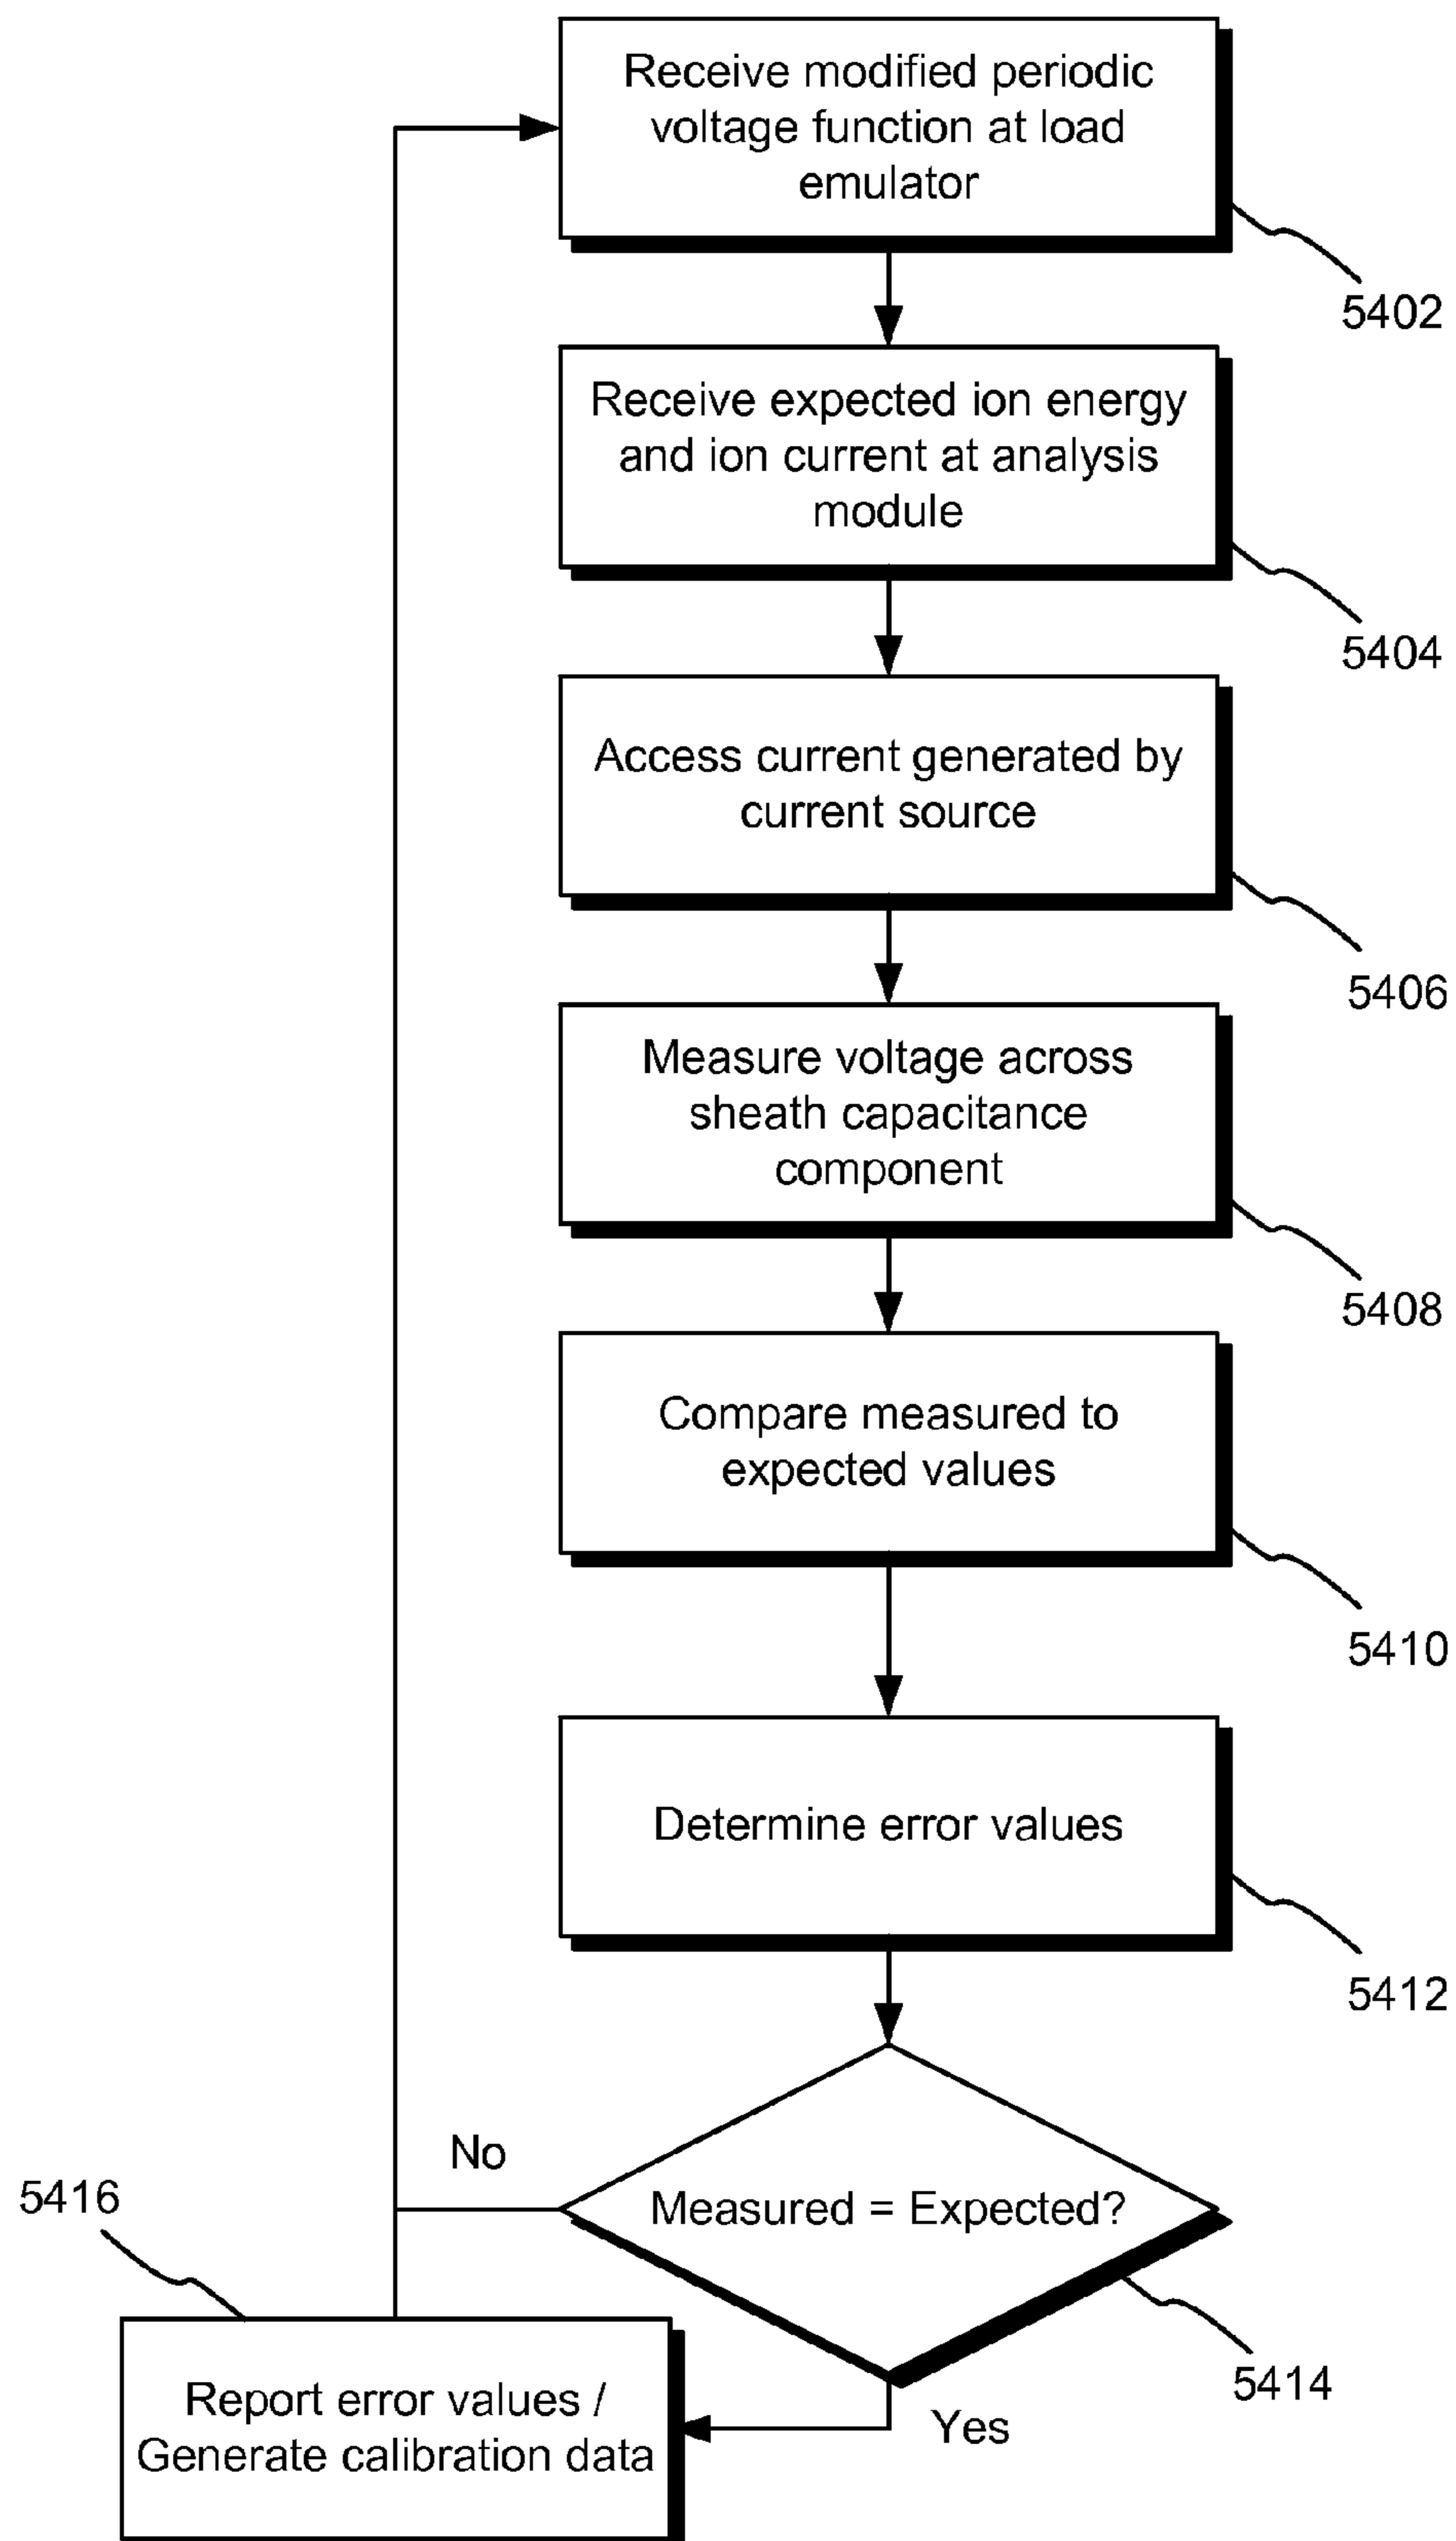 Receive modified periodic
voltage function at load
emulator
5402
Receive expected ion energy
and ion current at analysis
module
5404
Access current generated by
current source
5406
Measure voltage across
sheath capacitance
component
5408
Compare measured to
expected values
5410
Determine error values
5412
No
Measured = Expected?
5414
Yes
5416
Report error values /
Generate calibration data